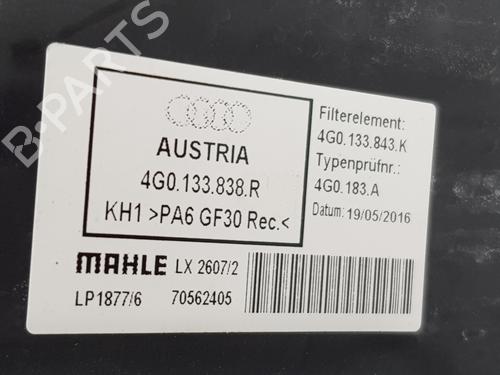 AUSTRIA
4G0.133.838.R
KH1 >PA6 GF30 Rec.<
Filterelement:
4G0.133.843.K
Typenprüfnr.:
4G0.183.A
Datum: 19/05/2016
MAHLE LX 2607/2
LP1877/6 70562405
B-PARTS